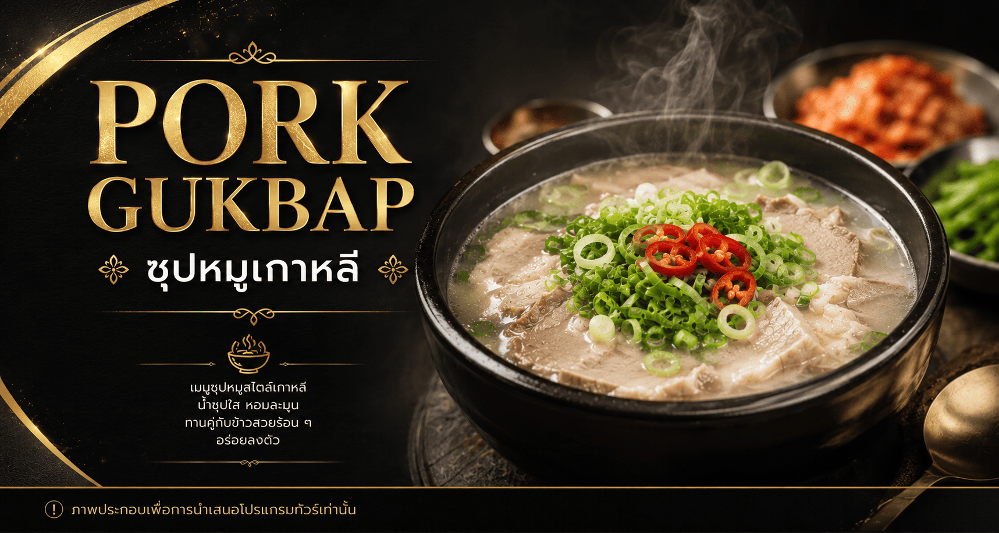 PORK
GUKBAP
ซุปหมูเกาหลี
เมนูซุปหมูสไตล์เกาหลี
น้ำซุปใส หอมละมุน
ทานคู่กับข้าวสวยร้อน ๆ
อร่อยลงตัว
ภาพประกอบเพื่อการนำเสนอโปรแกรมทัวร์เท่านั้น